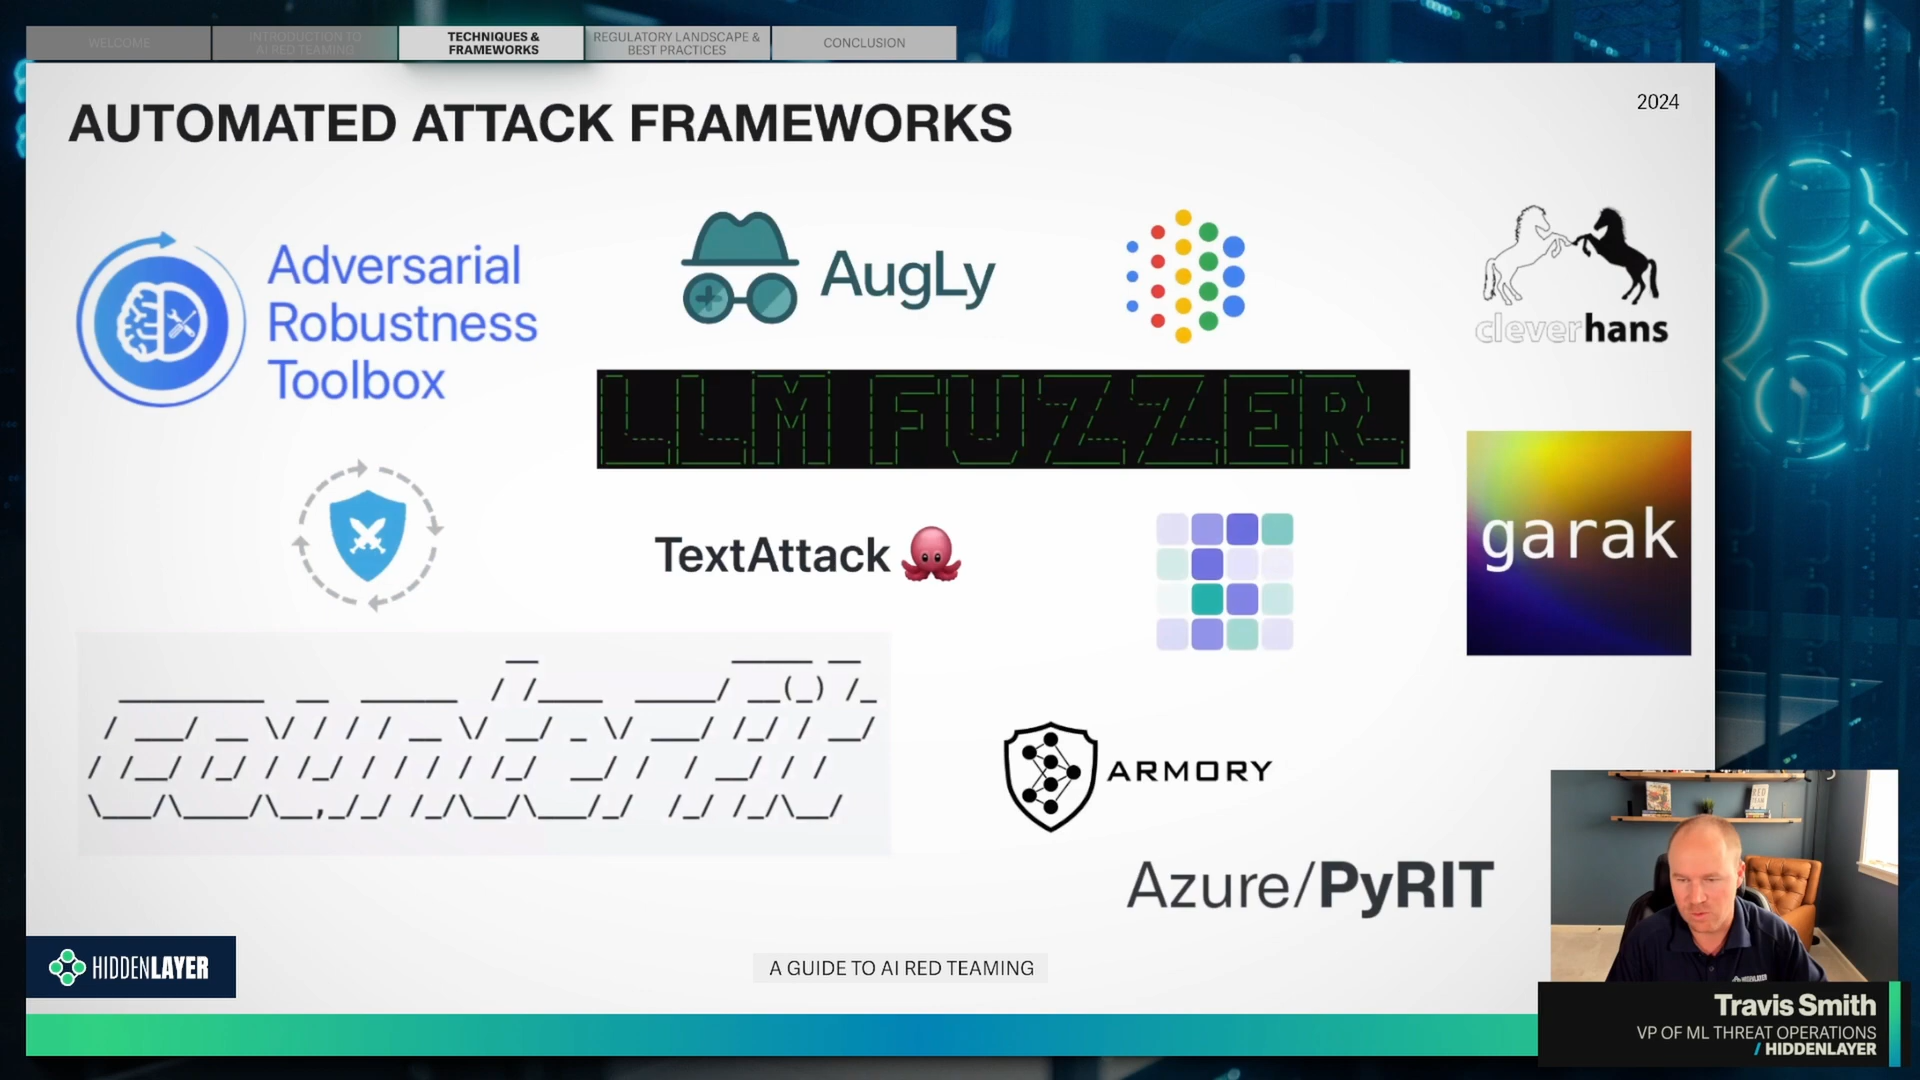 WELCOME
INTRODUCTION TO
AI RED TEAMING
TECHNIQUES &
FRAMEWORKS
REGULATORY LANDSCAPE &
BEST PRACTICES
CONCLUSION
AUTOMATED ATTACK FRAMEWORKS
2024
Adversarial
Robustness
Toolbox
AugLy
cleverhans
LLM FUZZER
garak
TextAttack
counterfit
ARMORY
Azure/PyRIT
HIDDENLAYER
A GUIDE TO AI RED TEAMING
Travis Smith
VP OF ML THREAT OPERATIONS
/ HIDDENLAYER